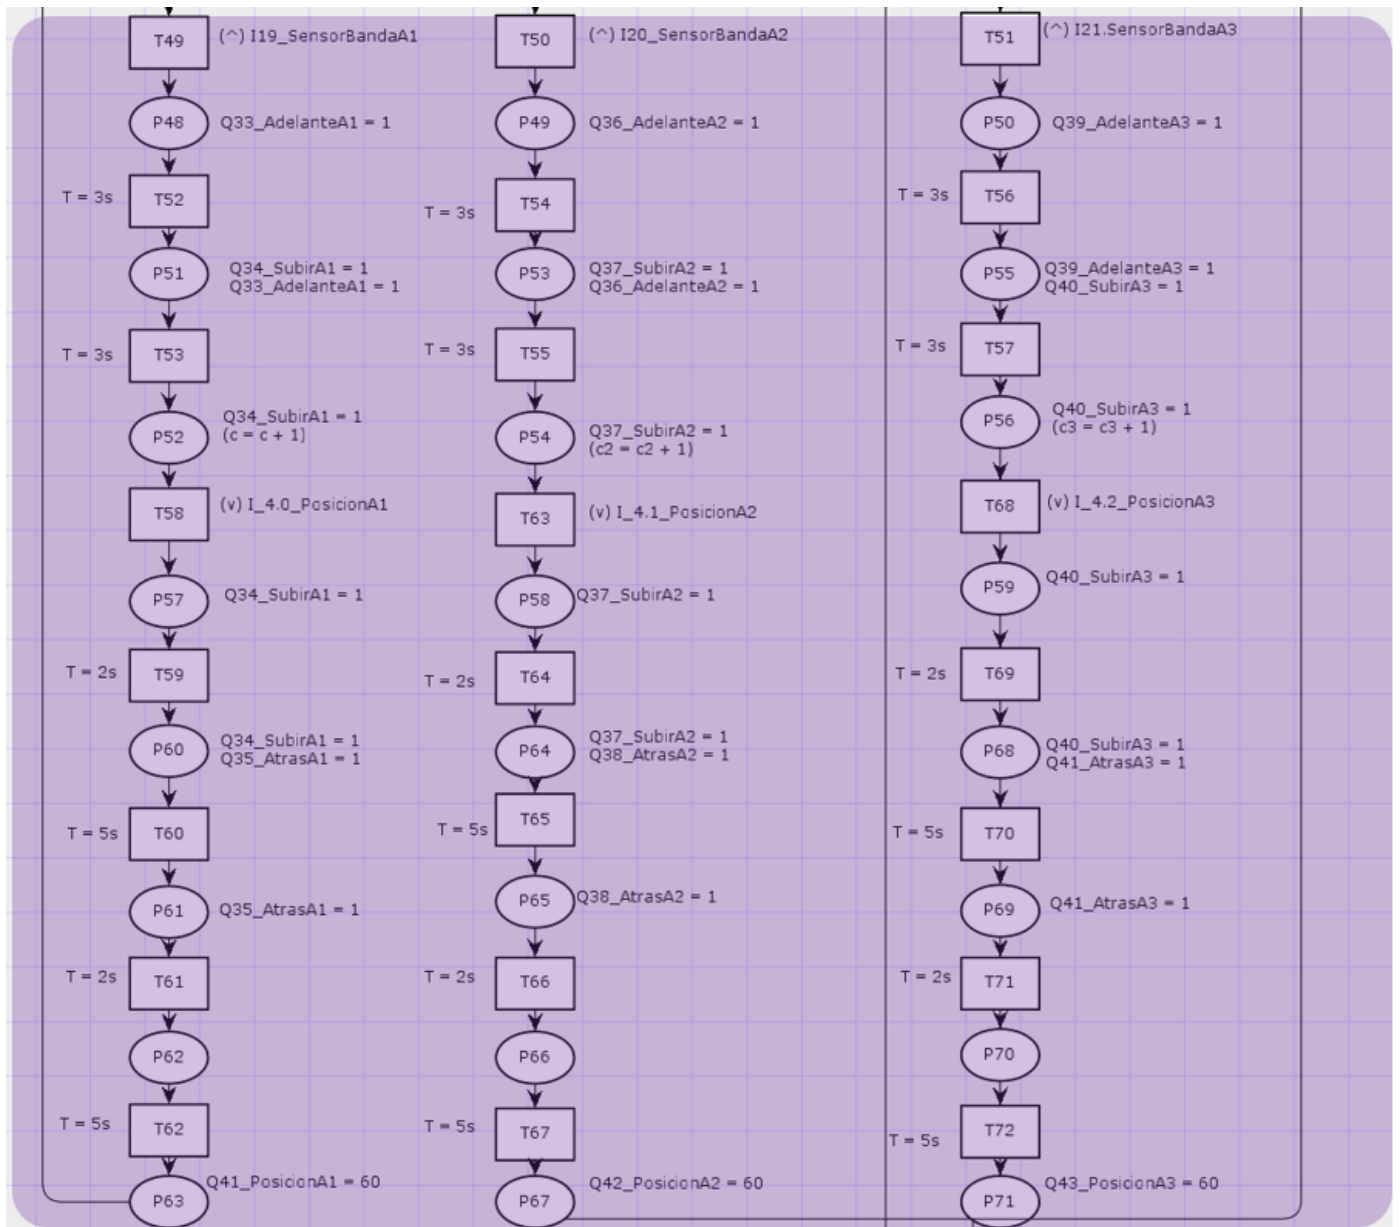 T49
(^) I19_SensorBandaA1
P48
Q33_AdelanteA1 = 1
T = 3s
T52
P51
Q34_SubirA1 = 1
Q33_AdelanteA1 = 1
T = 3s
T53
P52
Q34_SubirA1 = 1
(c = c + 1)
T58
(v) I_4.0_PosicionA1
P57
Q34_SubirA1 = 1
T = 2s
T59
P60
Q34_SubirA1 = 1
Q35_AtrasA1 = 1
T = 5s
T60
P61
Q35_AtrasA1 = 1
T = 2s
T61
P62
T = 5s
T62
P63
Q41_PosicionA1 = 60
T50
(^) I20_SensorBandaA2
P49
Q36_AdelanteA2 = 1
T = 3s
T54
P53
Q37_SubirA2 = 1
Q36_AdelanteA2 = 1
T = 3s
T55
P54
Q37_SubirA2 = 1
(c2 = c2 + 1)
T63
(v) I_4.1_PosicionA2
P58
Q37_SubirA2 = 1
T = 2s
T64
P64
Q37_SubirA2 = 1
Q38_AtrasA2 = 1
T = 5s
T65
P65
Q38_AtrasA2 = 1
T = 2s
T66
P66
T = 5s
T67
P67
Q42_PosicionA2 = 60
T51
(^) I21.SensorBandaA3
P50
Q39_AdelanteA3 = 1
T = 3s
T56
P55
Q39_AdelanteA3 = 1
Q40_SubirA3 = 1
T = 3s
T57
P56
Q40_SubirA3 = 1
(c3 = c3 + 1)
T68
(v) I_4.2_PosicionA3
P59
Q40_SubirA3 = 1
T = 2s
T69
P68
Q40_SubirA3 = 1
Q41_AtrasA3 = 1
T = 5s
T70
P69
Q41_AtrasA3 = 1
T = 2s
T71
P70
T = 5s
T72
P71
Q43_PosicionA3 = 60